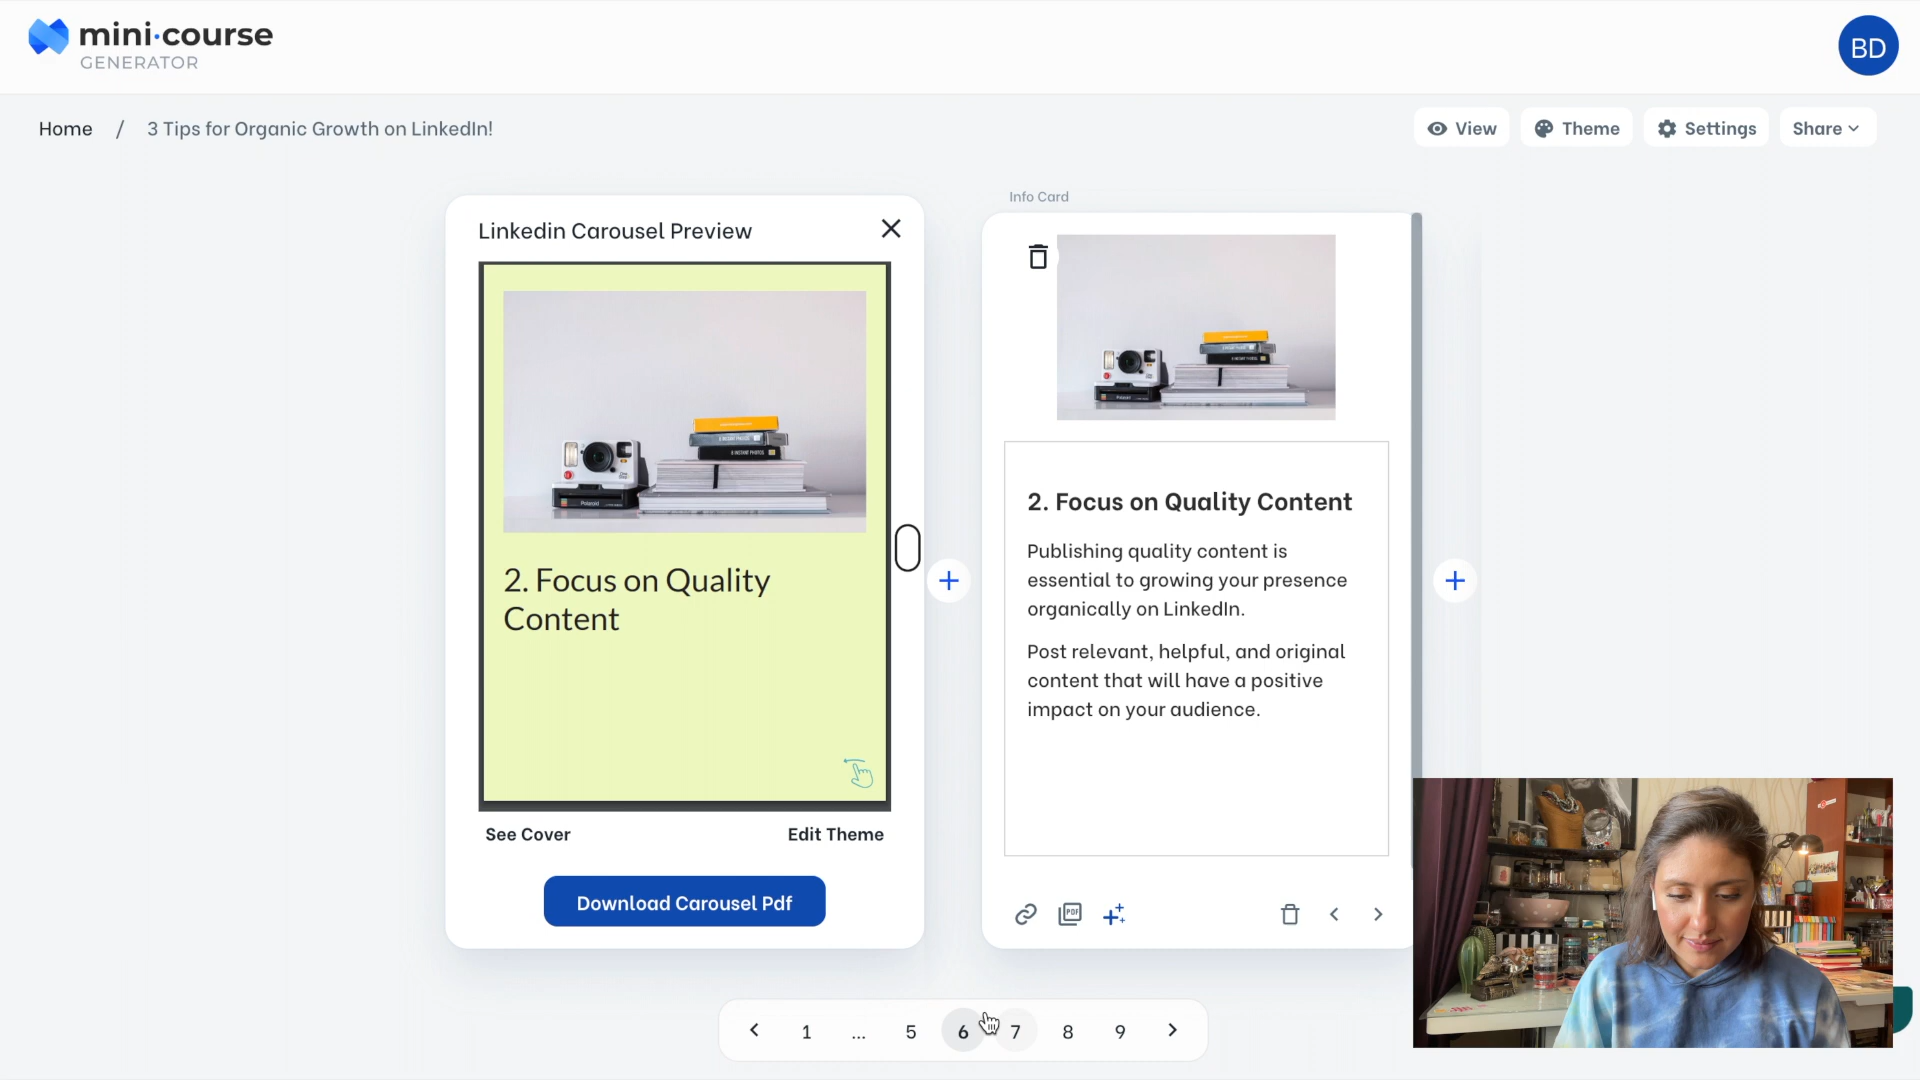 mini·course
GENERATOR
BD
Home / 3 Tips for Organic Growth on LinkedIn!
View
Theme
Settings
Share
Linkedin Carousel Preview
2. Focus on Quality
Content
See Cover
Edit Theme
Download Carousel Pdf
Info Card
2. Focus on Quality Content
Publishing quality content is
essential to growing your presence
organically on LinkedIn.
Post relevant, helpful, and original
content that will have a positive
impact on your audience.
PDF
1 ... 5 6 7 8 9